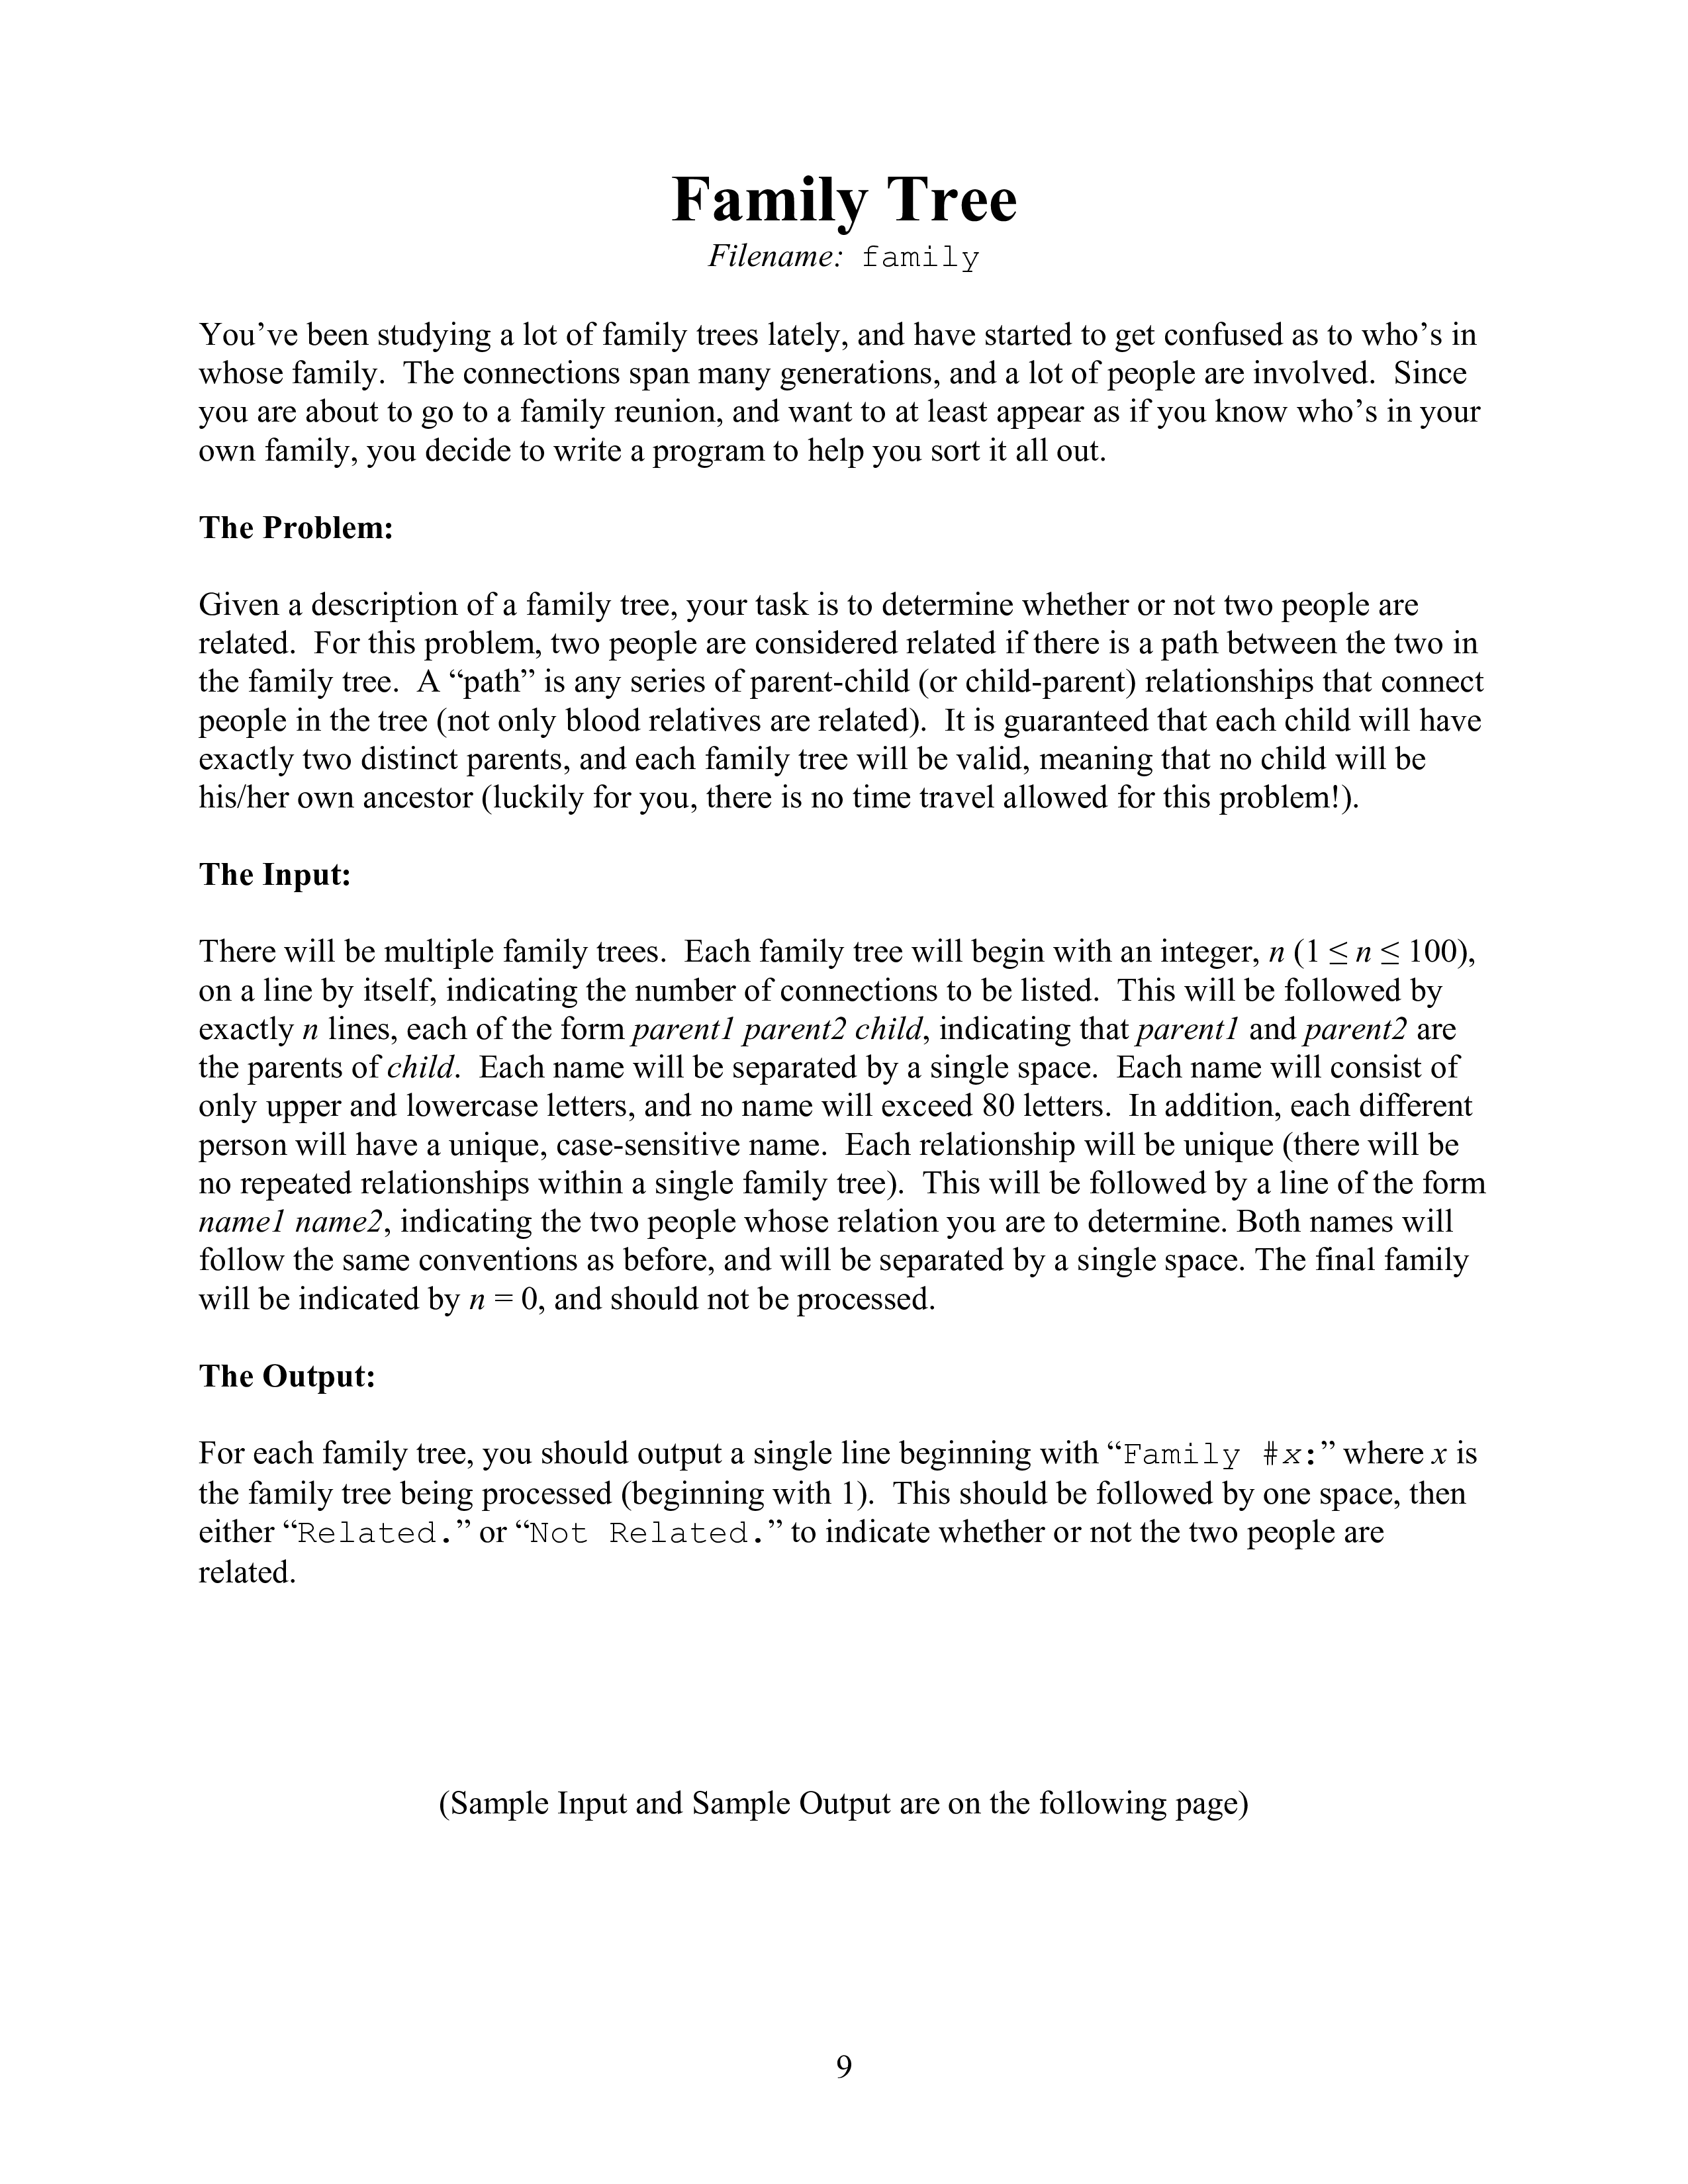 Family Tree
Filename: family
You’ve been studying a lot of family trees lately, and have started to get confused as to who’s in
whose family.  The connections span many generations, and a lot of people are involved.  Since
you are about to go to a family reunion, and want to at least appear as if you know who’s in your
own family, you decide to write a program to help you sort it all out.
The Problem:
Given a description of a family tree, your task is to determine whether or not two people are
related.  For this problem, two people are considered related if there is a path between the two in
the family tree.  A “path” is any series of parent-child (or child-parent) relationships that connect
people in the tree (not only blood relatives are related).  It is guaranteed that each child will have
exactly two distinct parents, and each family tree will be valid, meaning that no child will be
his/her own ancestor (luckily for you, there is no time travel allowed for this problem!).
The Input:
There will be multiple family trees.  Each family tree will begin with an integer, n (1 ≤ n ≤ 100),
on a line by itself, indicating the number of connections to be listed.  This will be followed by
exactly n lines, each of the form parent1 parent2 child, indicating that parent1 and parent2 are
the parents of child.  Each name will be separated by a single space.  Each name will consist of
only upper and lowercase letters, and no name will exceed 80 letters.  In addition, each different
person will have a unique, case-sensitive name.  Each relationship will be unique (there will be
no repeated relationships within a single family tree).  This will be followed by a line of the form
name1 name2, indicating the two people whose relation you are to determine. Both names will
follow the same conventions as before, and will be separated by a single space. The final family
will be indicated by n = 0, and should not be processed.
The Output:
For each family tree, you should output a single line beginning with “Family #x:” where x is
the family tree being processed (beginning with 1).  This should be followed by one space, then
either “Related.” or “Not Related.” to indicate whether or not the two people are
related.
(Sample Input and Sample Output are on the following page)
9